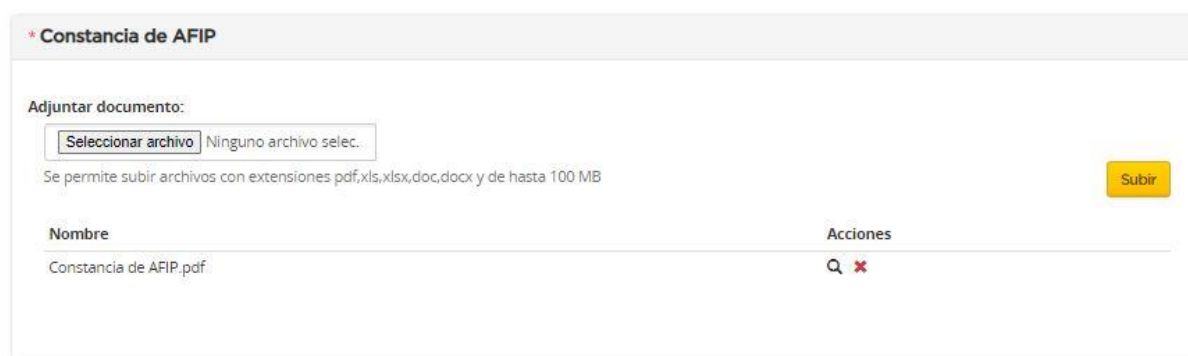 * Constancia de AFIP
Adjuntar documento:
Seleccionar archivo Ninguno archivo selec.
Se permite subir archivos con extensiones pdf,xls,xlsx,doc,docx y de hasta 100 MB
Subir
Nombre Acciones
Constancia de AFIP.pdf